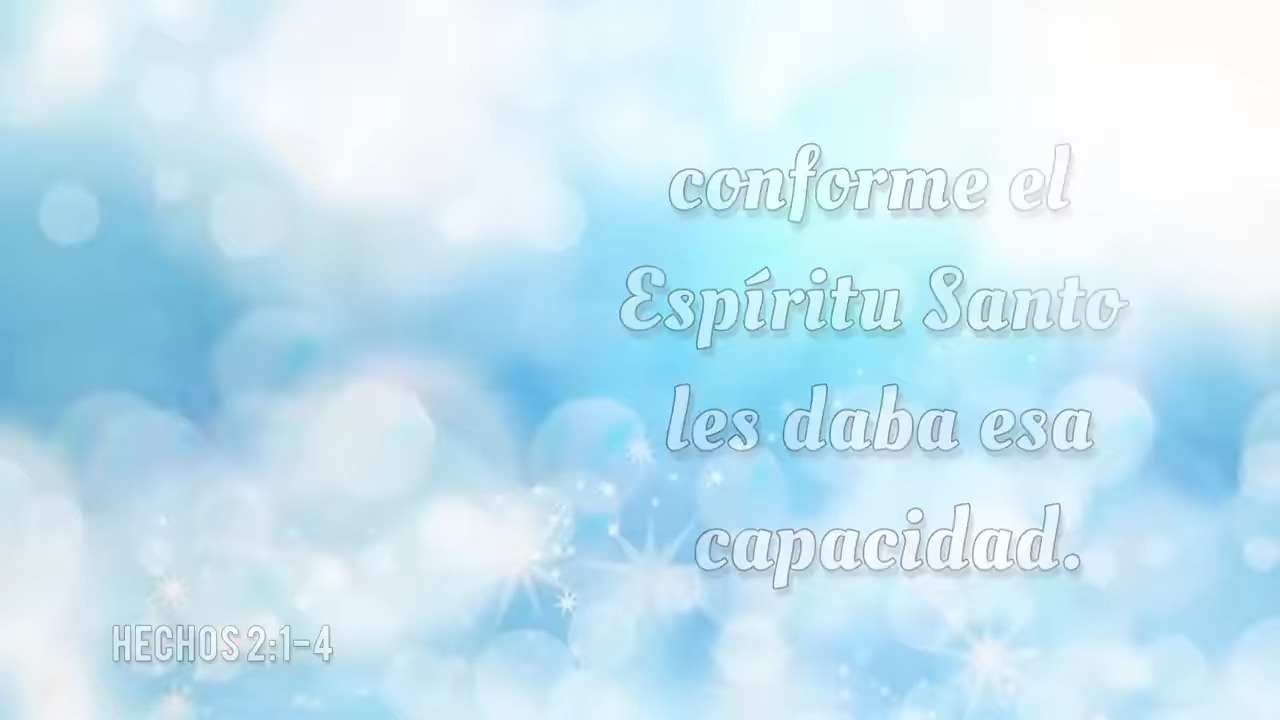 conforme el
Espíritu Santo
les daba esa
capacidad.
HECHOS 2:1-4